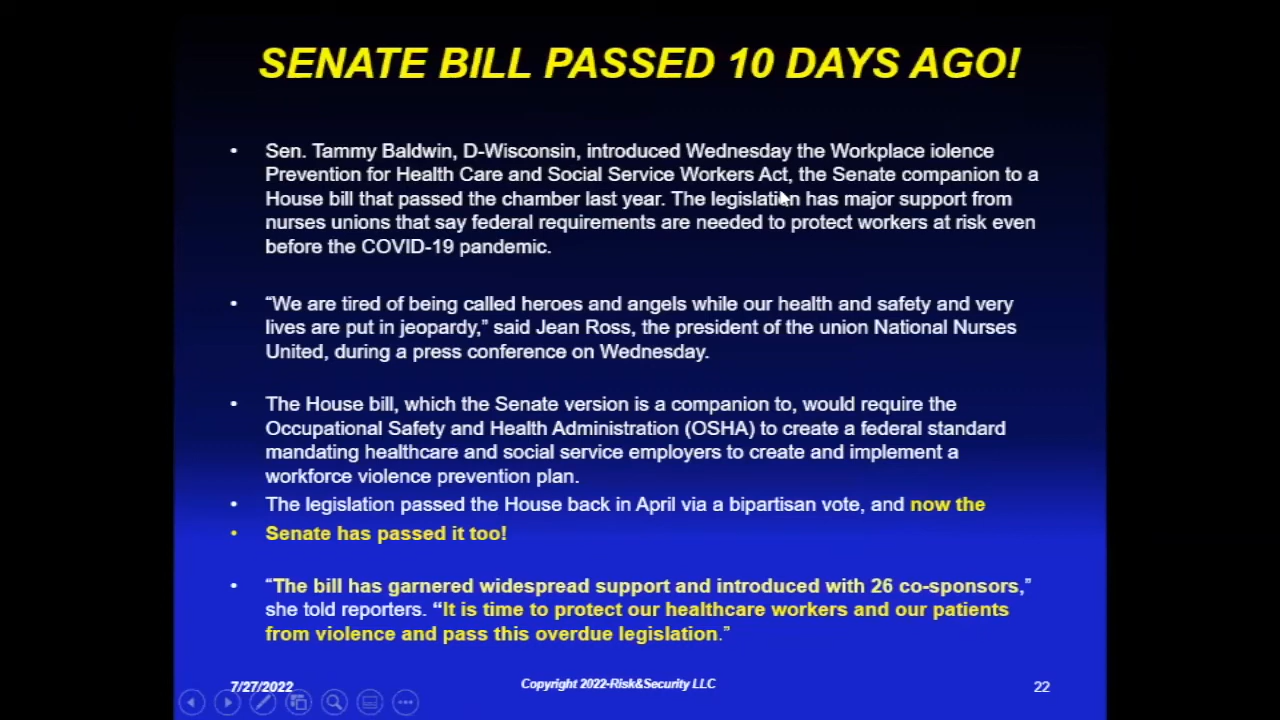 SENATE BILL PASSED 10 DAYS AGO!
• Sen. Tammy Baldwin, D-Wisconsin, introduced Wednesday the Workplace iolence
Prevention for Health Care and Social Service Workers Act, the Senate companion to a
House bill that passed the chamber last year. The legislation has major support from
nurses unions that say federal requirements are needed to protect workers at risk even
before the COVID-19 pandemic.
• “We are tired of being called heroes and angels while our health and safety and very
lives are put in jeopardy,” said Jean Ross, the president of the union National Nurses
United, during a press conference on Wednesday.
• The House bill, which the Senate version is a companion to, would require the
Occupational Safety and Health Administration (OSHA) to create a federal standard
mandating healthcare and social service employers to create and implement a
workforce violence prevention plan.
• The legislation passed the House back in April via a bipartisan vote, and now the
• Senate has passed it too!
• “The bill has garnered widespread support and introduced with 26 co-sponsors,”
she told reporters. “It is time to protect our healthcare workers and our patients
from violence and pass this overdue legislation.”
7/27/2022
Copyright 2022-Risk&Security LLC
22